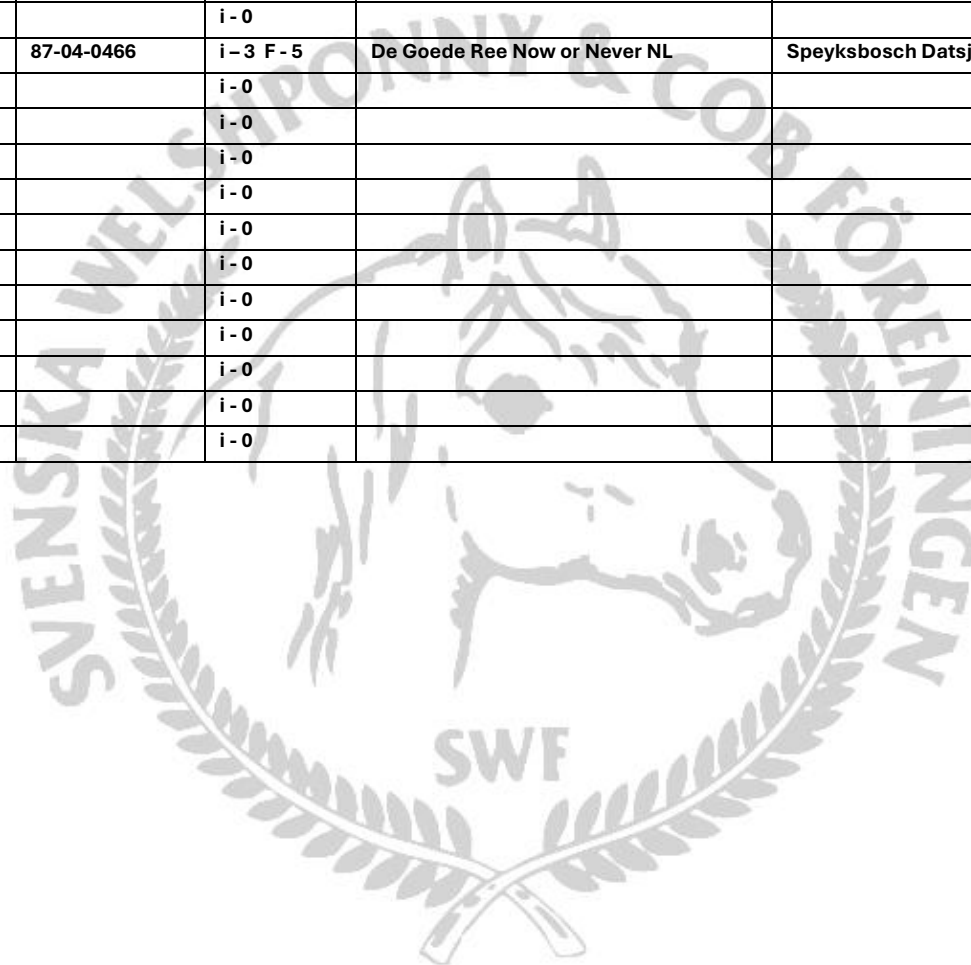 i - 0
87-04-0466 i – 3 F - 5 De Goede Ree Now or Never NL Speyksbosch Datsj
i - 0
i - 0
i - 0
i - 0
i - 0
i - 0
i - 0
i - 0
i - 0
i - 0
i - 0
SVENSKA WELSHPONNY & COB FÖRENINGEN
SWF